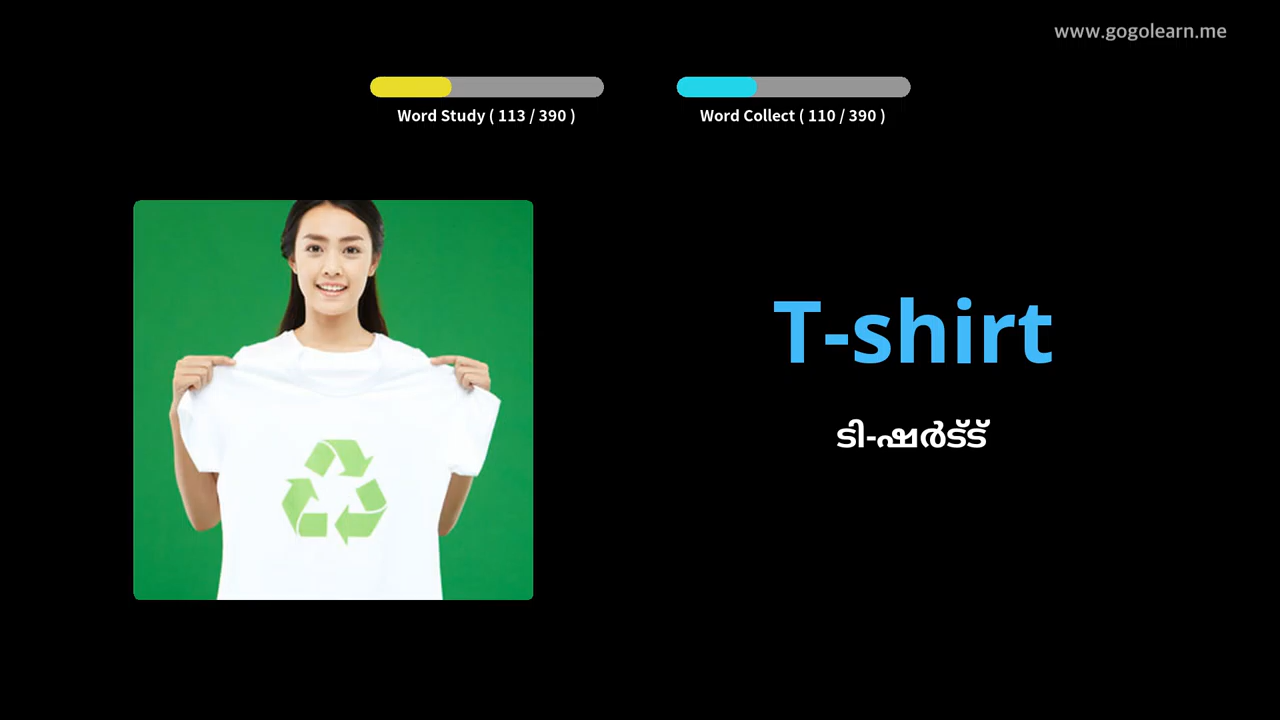 www.gogolearn.me
Word Study ( 113 / 390 )
Word Collect ( 110 / 390 )
T-shirt
ടി-ഷർട്ട്